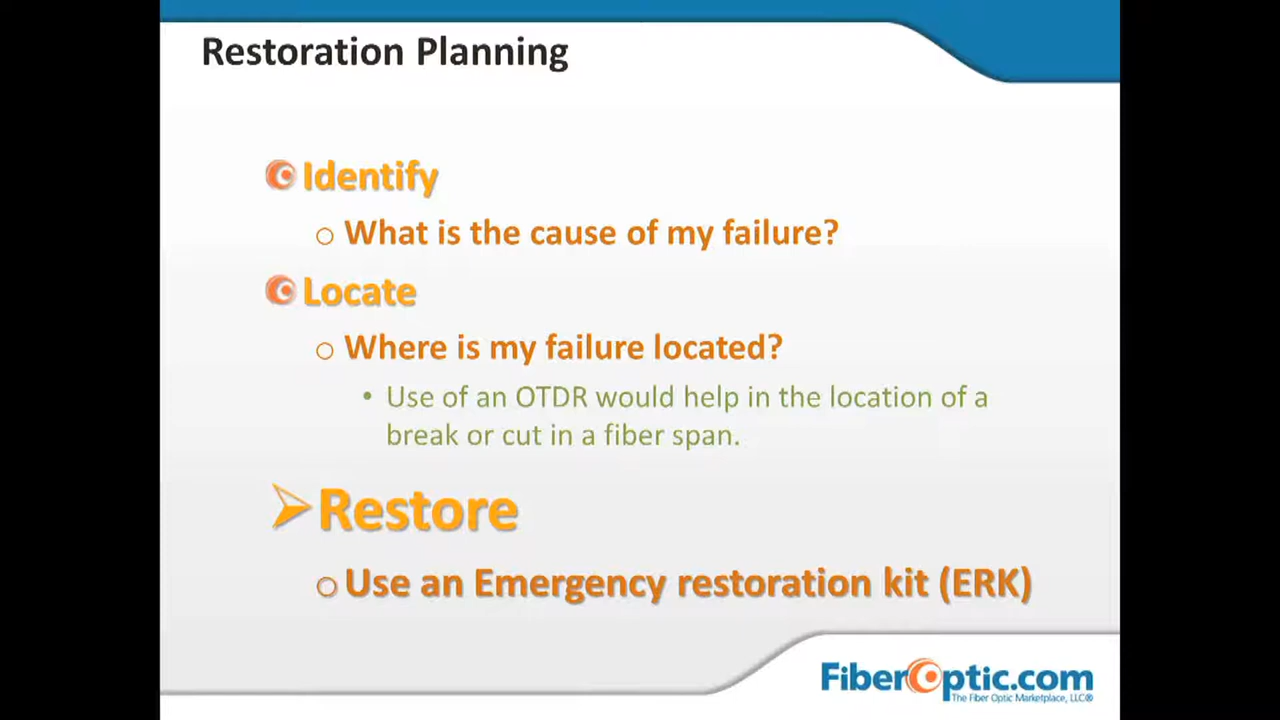 Restoration Planning
Identify
What is the cause of my failure?
Locate
Where is my failure located?
Use of an OTDR would help in the location of a
break or cut in a fiber span.
Restore
Use an Emergency restoration kit (ERK)
FiberOptic.com
The Fiber Optic Marketplace, LLC®